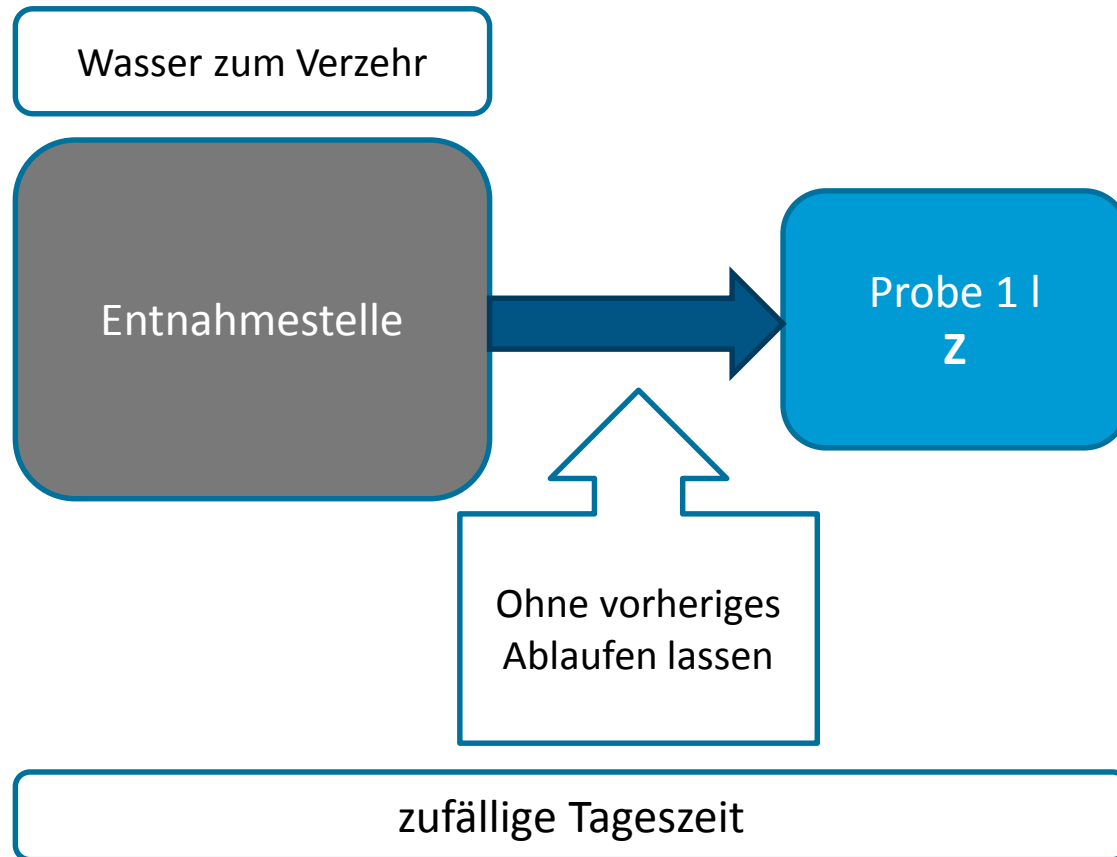 Wasser zum Verzehr
Entnahmestelle
Probe 1 l
Z
Ohne vorheriges
Ablaufen lassen
zufällige Tageszeit